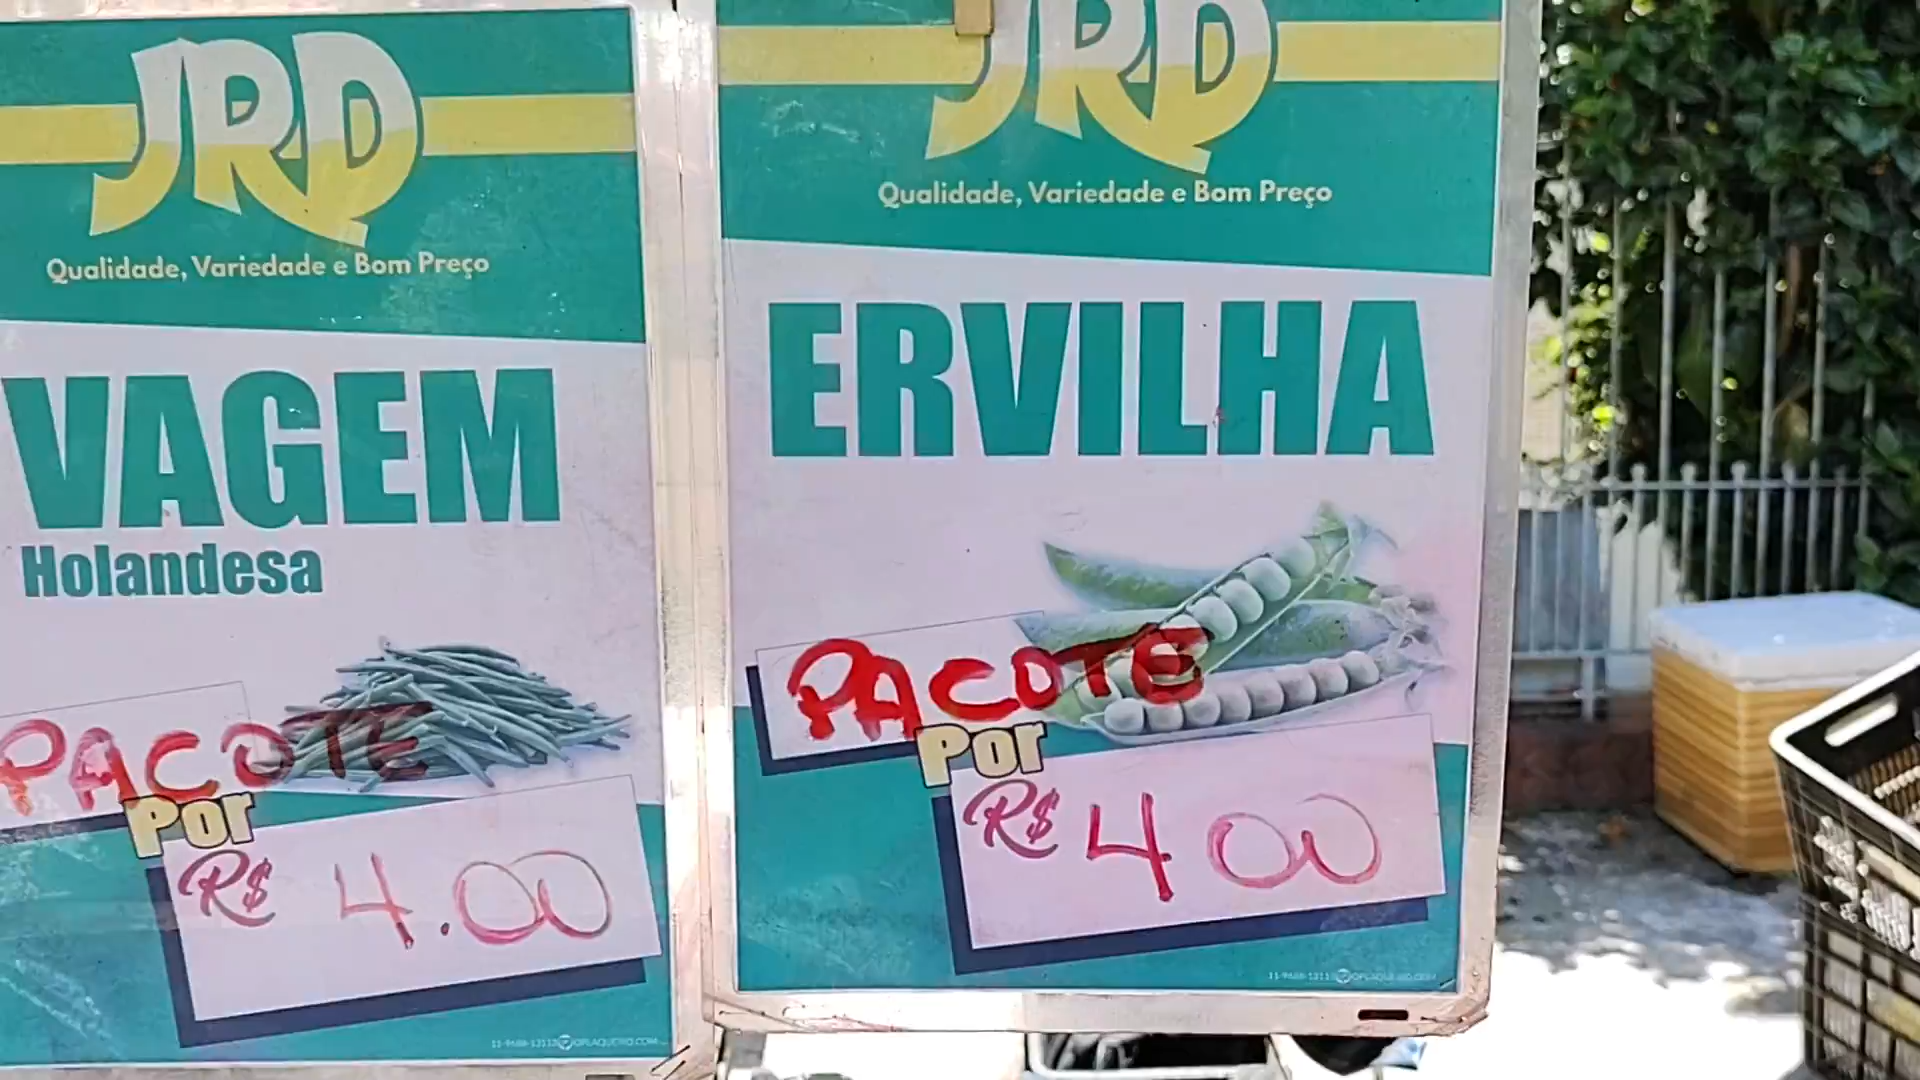 JRD
Qualidade, Variedade e Bom Preço
VAGEM
Holandesa
PACOTE
Por
R$ 4.00
JRD
Qualidade, Variedade e Bom Preço
ERVILHA
PACOTE
Por
R$ 4 00